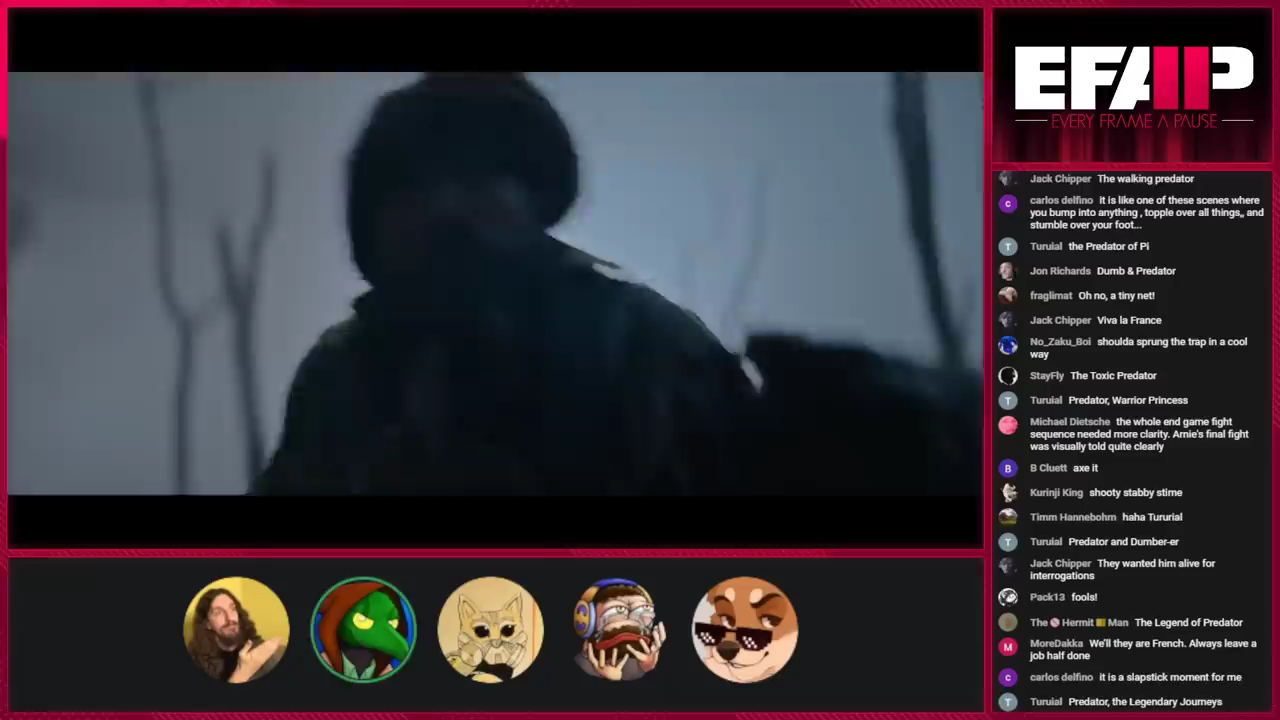 EFAP
EVERY FRAME A PAUSE
Jack Chipper The walking predator
carlos delfino it is like one of these scenes where
you bump into anything , topple over all things,, and
stumble over your foot...
T
Turuial the Predator of Pi
Jon Richards Dumb & Predator
fraglimat Oh no, a tiny net!
Jack Chipper Viva la France
No_Zaku_Boi shoulda sprung the trap in a cool
way
StayFly The Toxic Predator
T
Turuial Predator, Warrior Princess
Michael Dietsche the whole end game fight
sequence needed more clarity. Arnie's final fight
was visually told quite clearly
B
B Cluett axe it
Kurinji King shooty stabby stime
Timm Hannebohm haha Tururial
T
Turuial Predator and Dumber-er
Jack Chipper They wanted him alive for
interrogations
Pack13 fools!
The Hermit Man The Legend of Predator
M
MoreDakka We'll they are French. Always leave a
job half done
c
carlos delfino it is a slapstick moment for me
T
Turuial Predator, the Legendary Journeys